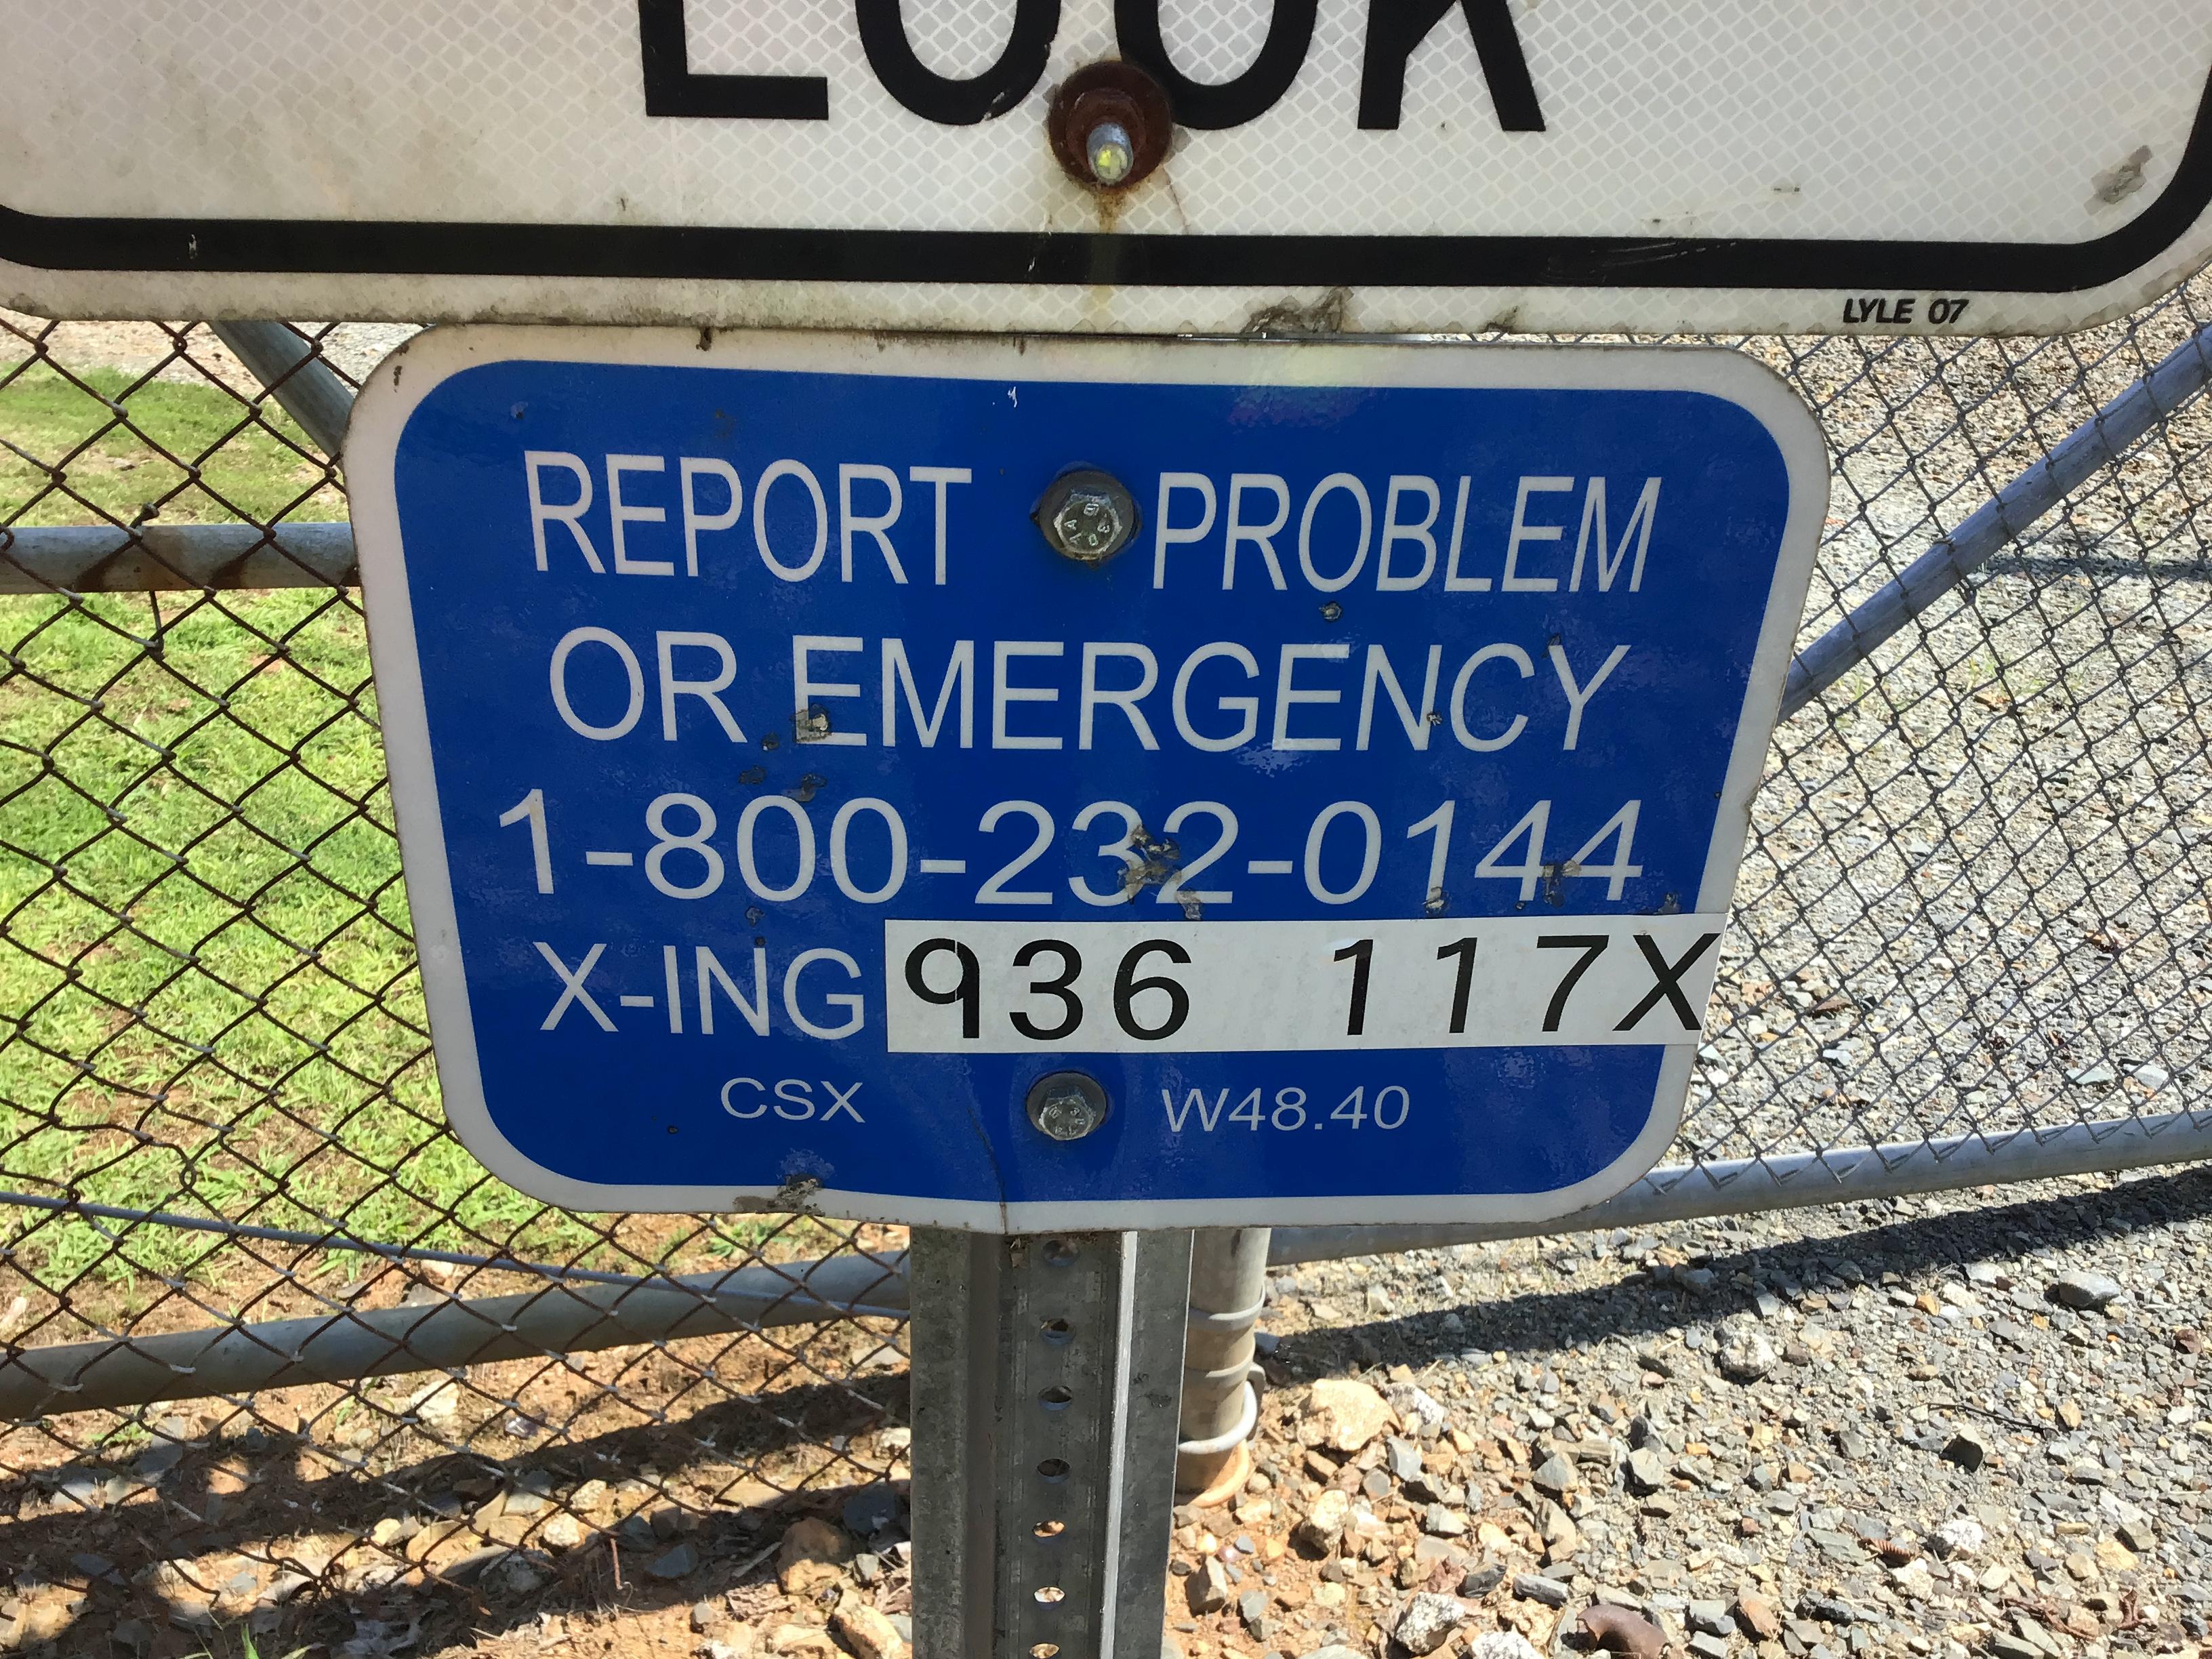 LOOK
LYLE 07
REPORT PROBLEM
OR EMERGENCY
1-800-232-0144
X-ING 936 117X
CSX W48.40